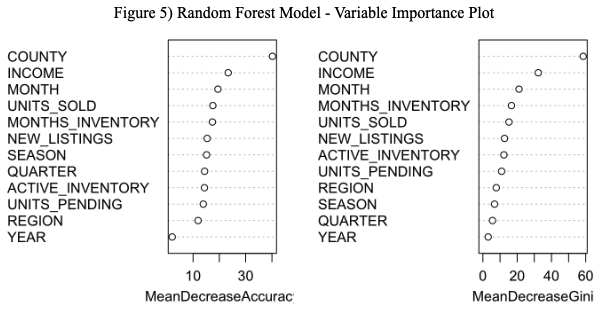 Figure 5) Random Forest Model - Variable Importance Plot
COUNTY
INCOME
MONTH
UNITS_SOLD
MONTHS_INVENTORY
NEW_LISTINGS
SEASON
QUARTER
ACTIVE_INVENTORY
UNITS_PENDING
REGION
YEAR
10 30
MeanDecreaseAccuracy
COUNTY
INCOME
MONTH
MONTHS_INVENTORY
UNITS_SOLD
NEW_LISTINGS
ACTIVE_INVENTORY
UNITS_PENDING
REGION
SEASON
QUARTER
YEAR
0 20 40 60
MeanDecreaseGini